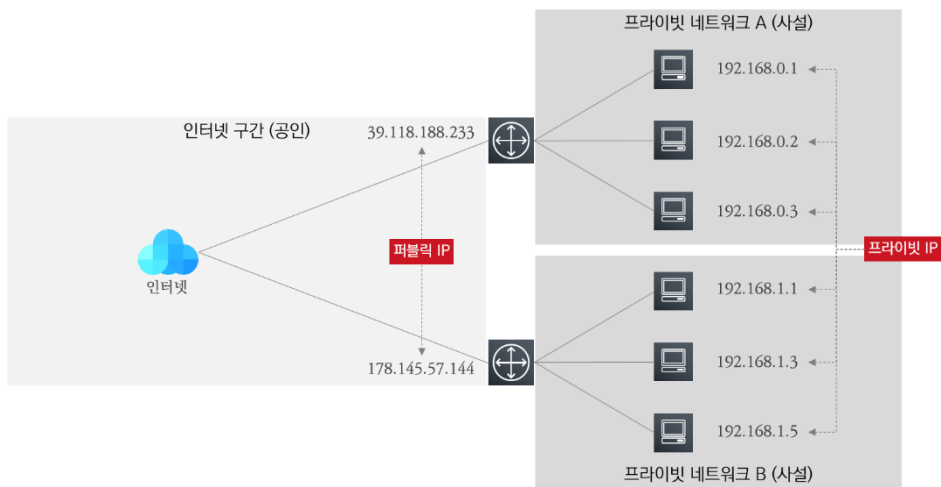 프라이빗 네트워크 A (사설)
192.168.0.1
인터넷 구간 (공인)
39.118.188.233
192.168.0.2
192.168.0.3
퍼블릭 IP
프라이빗 IP
인터넷
192.168.1.1
192.168.1.3
178.145.57.144
192.168.1.5
프라이빗 네트워크 B (사설)